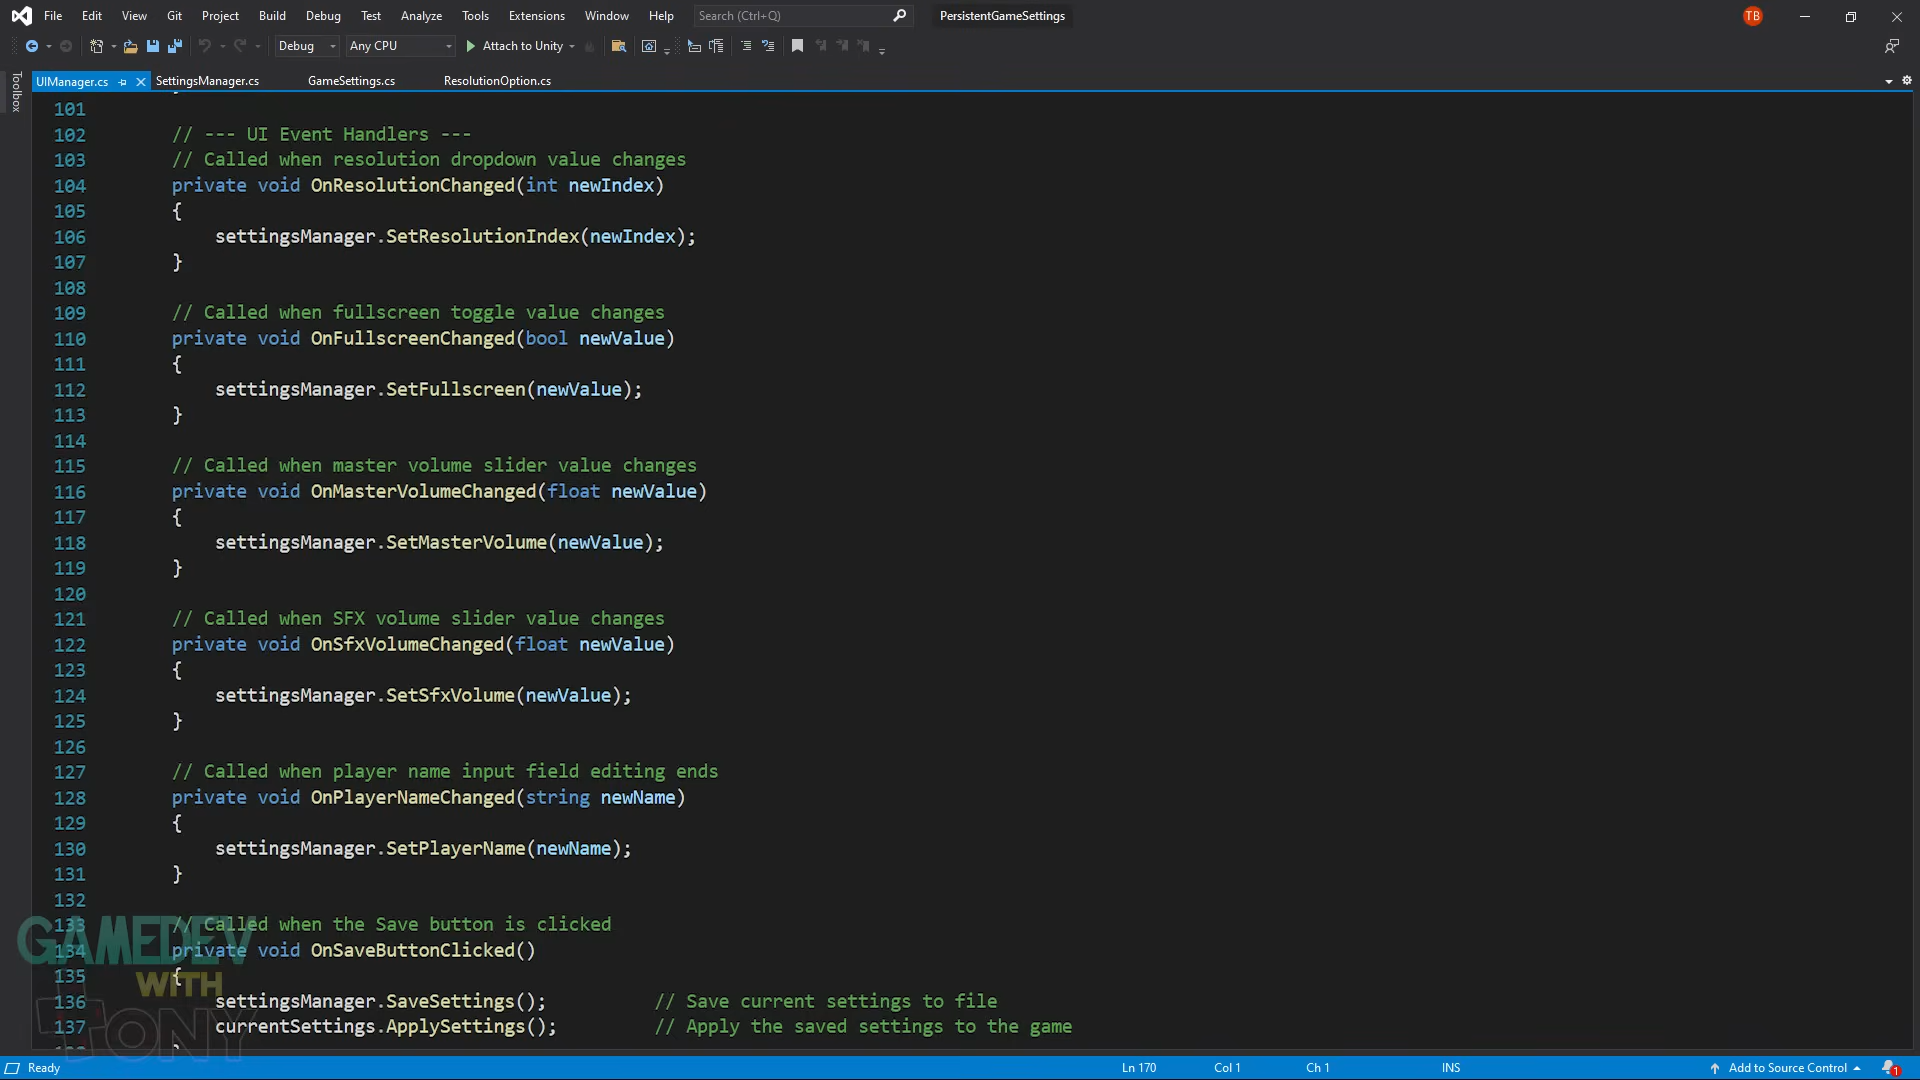 File Edit View Git Project Build Debug Test Analyze Tools Extensions Window Help Search (Ctrl+Q) PersistentGameSettings TB
Debug Any CPU Attach to Unity
Toolbox
UIManager.cs SettingsManager.cs GameSettings.cs ResolutionOption.cs
101
102 // --- UI Event Handlers ---
103 // Called when resolution dropdown value changes
104 private void OnResolutionChanged(int newIndex)
105 {
106 settingsManager.SetResolutionIndex(newIndex);
107 }
108
109 // Called when fullscreen toggle value changes
110 private void OnFullscreenChanged(bool newValue)
111 {
112 settingsManager.SetFullscreen(newValue);
113 }
114
115 // Called when master volume slider value changes
116 private void OnMasterVolumeChanged(float newValue)
117 {
118 settingsManager.SetMasterVolume(newValue);
119 }
120
121 // Called when SFX volume slider value changes
122 private void OnSfxVolumeChanged(float newValue)
123 {
124 settingsManager.SetSfxVolume(newValue);
125 }
126
127 // Called when player name input field editing ends
128 private void OnPlayerNameChanged(string newName)
129 {
130 settingsManager.SetPlayerName(newName);
131 }
132
133 // Called when the Save button is clicked
134 private void OnSaveButtonClicked()
135 {
136 settingsManager.SaveSettings(); // Save current settings to file
137 currentSettings.ApplySettings(); // Apply the saved settings to the game
GAMEDEV
WITH
TONY
Ready Ln 170 Col 1 Ch 1 INS Add to Source Control 1